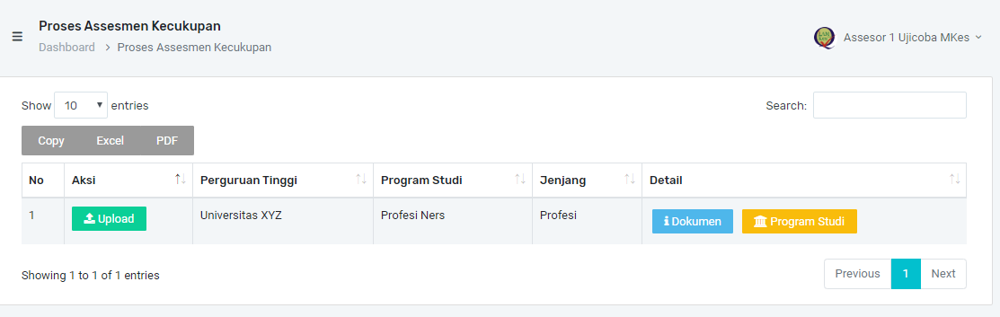 Proses Assesmen Kecukupan
Dashboard > Proses Assesmen Kecukupan
Assesor 1 Ujicoba MKes
Show 10 entries
Search:
Copy Excel PDF
No Aksi Perguruan Tinggi Program Studi Jenjang Detail
1 Upload Universitas XYZ Profesi Ners Profesi Dokumen Program Studi
Showing 1 to 1 of 1 entries
Previous 1 Next